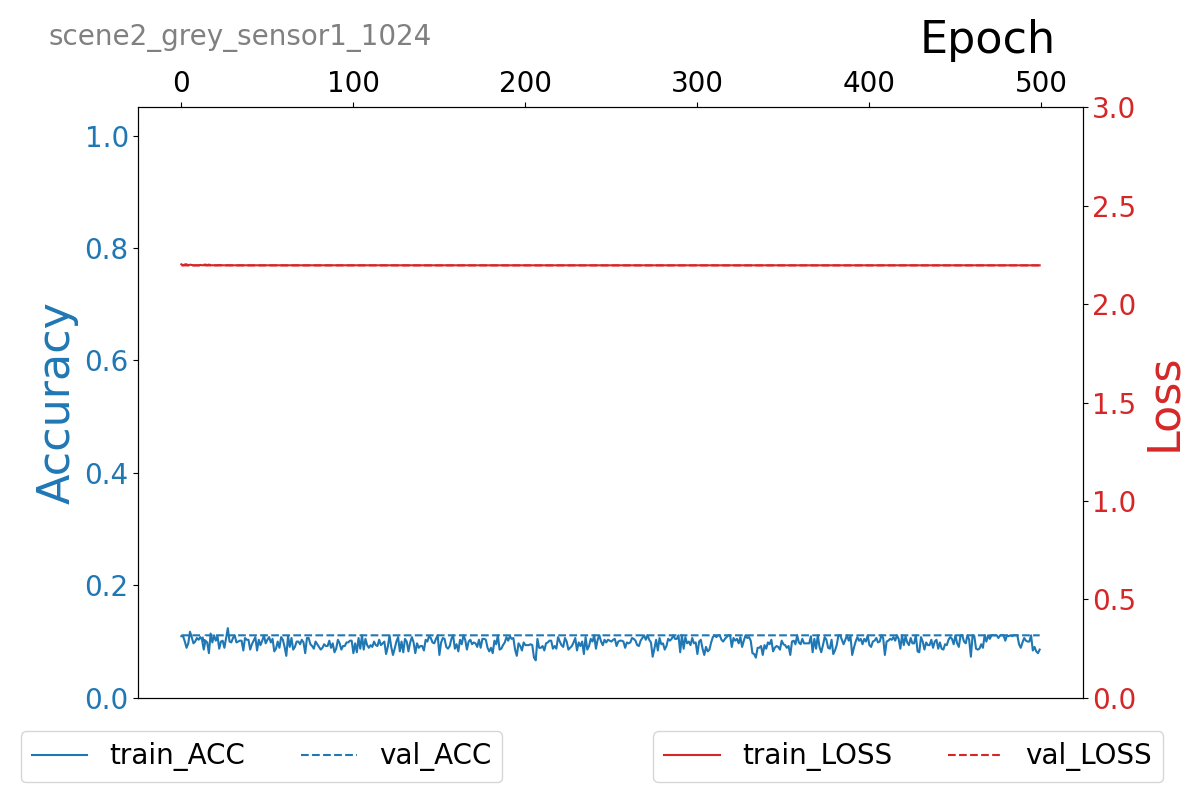 scene2_grey_sensor1_1024
Epoch
0 100 200 300 400 500
Accuracy
1.0
0.8
0.6
0.4
0.2
0.0
3.0
2.5
2.0
1.5
1.0
0.5
0.0
Loss
train_ACC val_ACC
train_LOSS val_LOSS